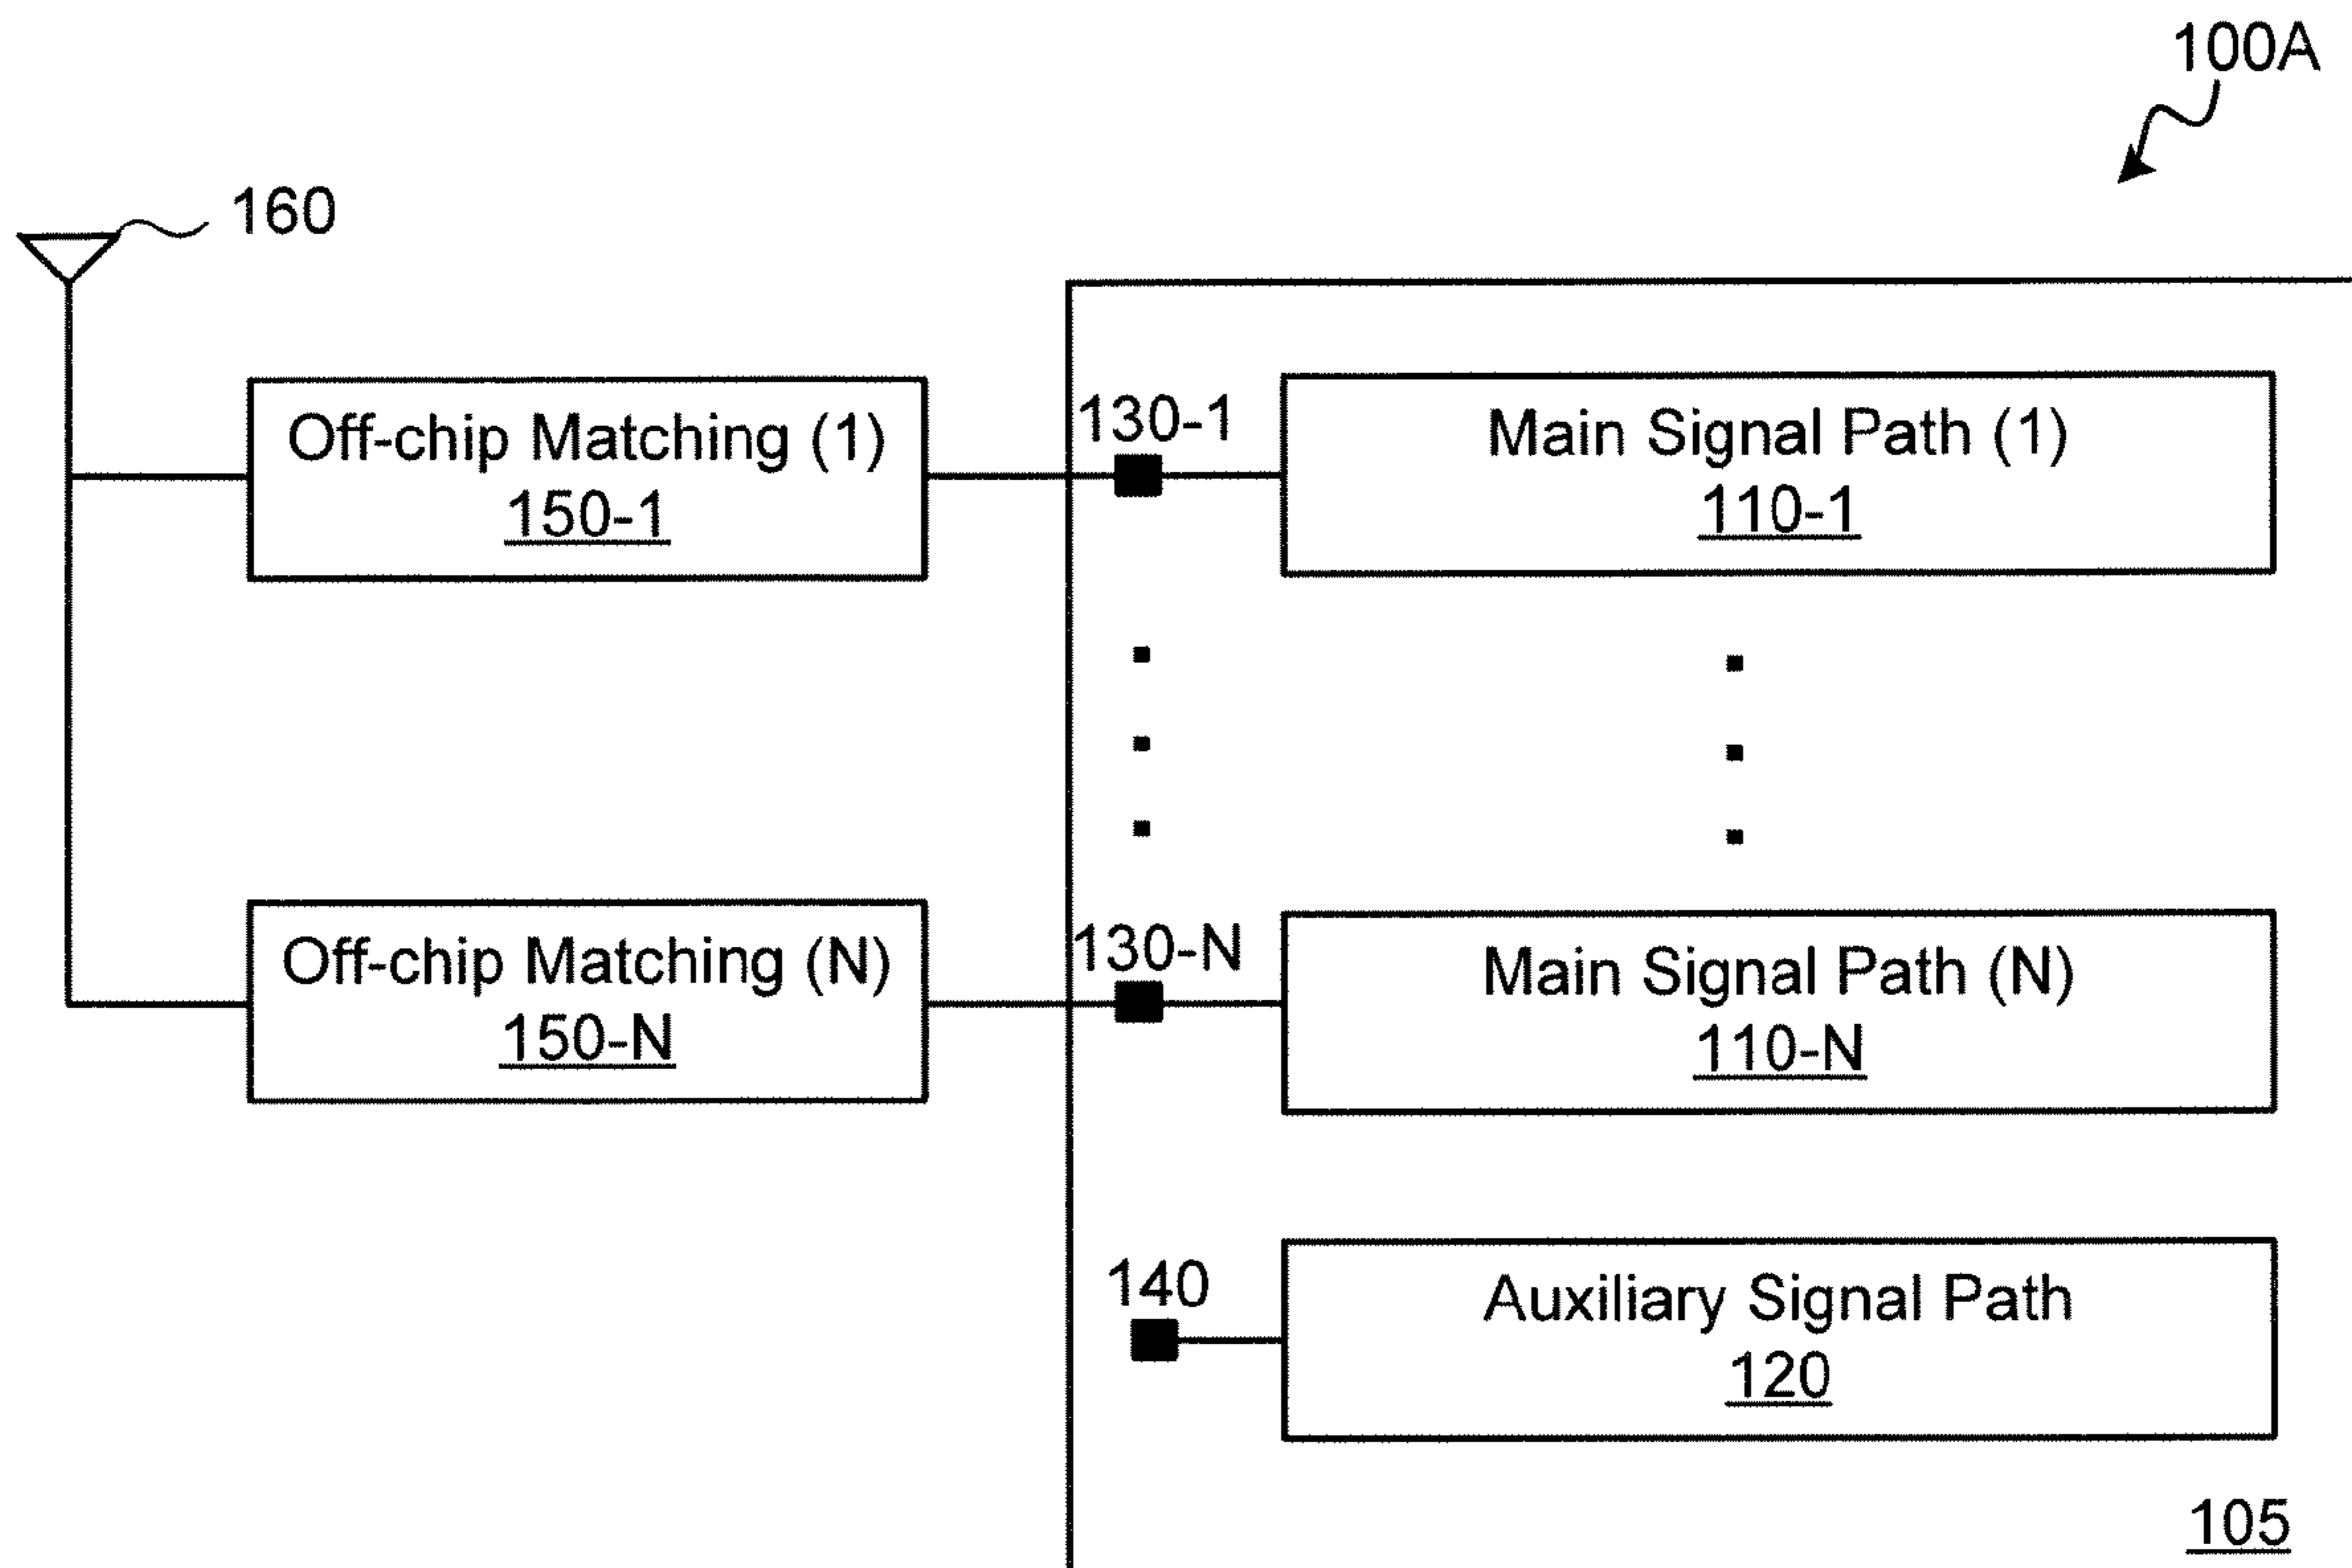 100A
160
130-1
Off-chip Matching (1)
150-1
Main Signal Path (1)
110-1
130-N
Off-chip Matching (N)
150-N
Main Signal Path (N)
110-N
140
Auxiliary Signal Path
120
105